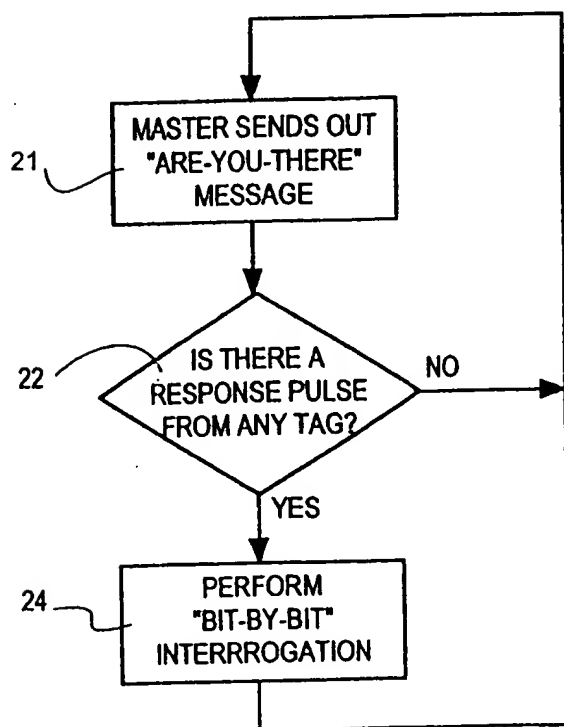 MASTER SENDS OUT
21
"ARE-YOU-THERE"
MESSAGE
22
IS THERE A
RESPONSE PULSE
FROM ANY TAG?
NO
YES
24
PERFORM
"BIT-BY-BIT"
INTERRROGATION